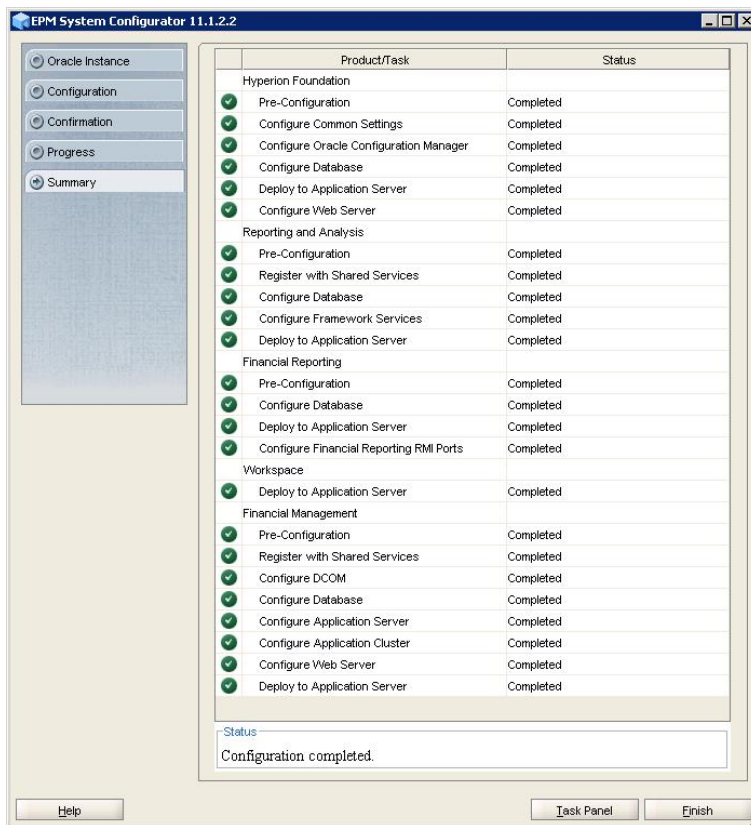 EPM System Configurator 11.1.2.2
Oracle Instance
Configuration
Confirmation
Progress
Summary
Product/Task Status
Hyperion Foundation
Pre-Configuration Completed
Configure Common Settings Completed
Configure Oracle Configuration Manager Completed
Configure Database Completed
Deploy to Application Server Completed
Configure Web Server Completed
Reporting and Analysis
Pre-Configuration Completed
Register with Shared Services Completed
Configure Database Completed
Configure Framework Services Completed
Deploy to Application Server Completed
Financial Reporting
Pre-Configuration Completed
Configure Database Completed
Deploy to Application Server Completed
Configure Financial Reporting RMI Ports Completed
Workspace
Deploy to Application Server Completed
Financial Management
Pre-Configuration Completed
Register with Shared Services Completed
Configure DCOM Completed
Configure Database Completed
Configure Application Server Completed
Configure Application Cluster Completed
Configure Web Server Completed
Deploy to Application Server Completed
Status
Configuration completed.
Help Task Panel Finish